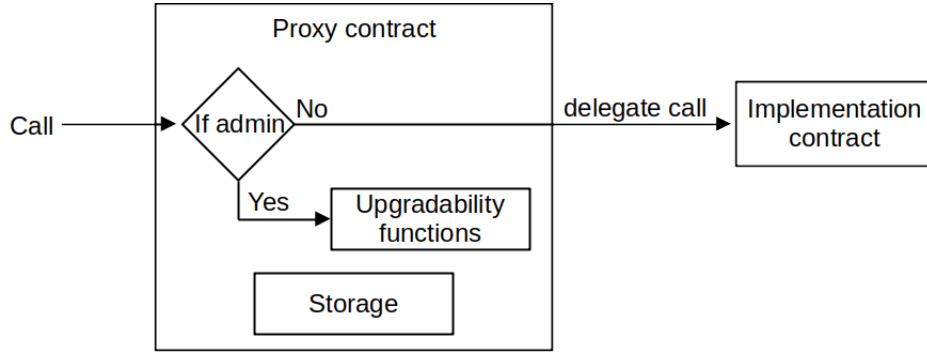 Proxy contract
Call
If admin
No
delegate call
Implementation
contract
Yes
Upgradability
functions
Storage